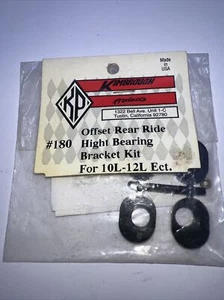 Made
in
USA
KIMBROUGH
Products
KP
1322 Bell Ave. Unit 1-C
Tustin, California 92780
#180
Offset Rear Ride
Hight Bearing
Bracket Kit
For 10L-12L Ect.